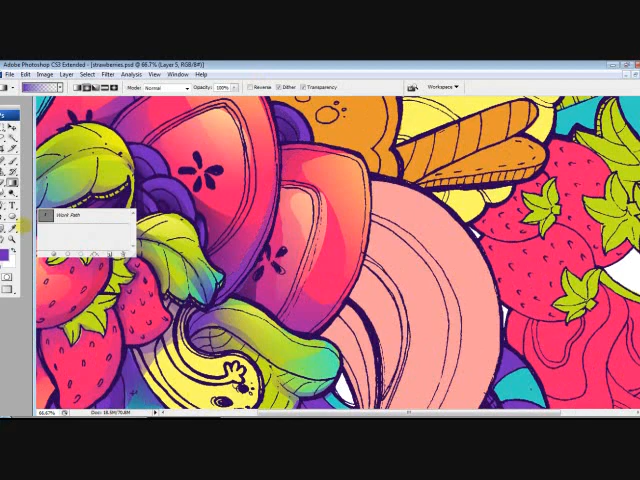 Adobe Photoshop CS3 Extended - [strawberries.psd @ 66.7% (Layer 5, RGB/8#)]
File Edit Image Layer Select Filter Analysis View Window Help
Mode: Normal Opacity: 100% Reverse Dither Transparency Workspace
Ps
T
Work Path
66.67%